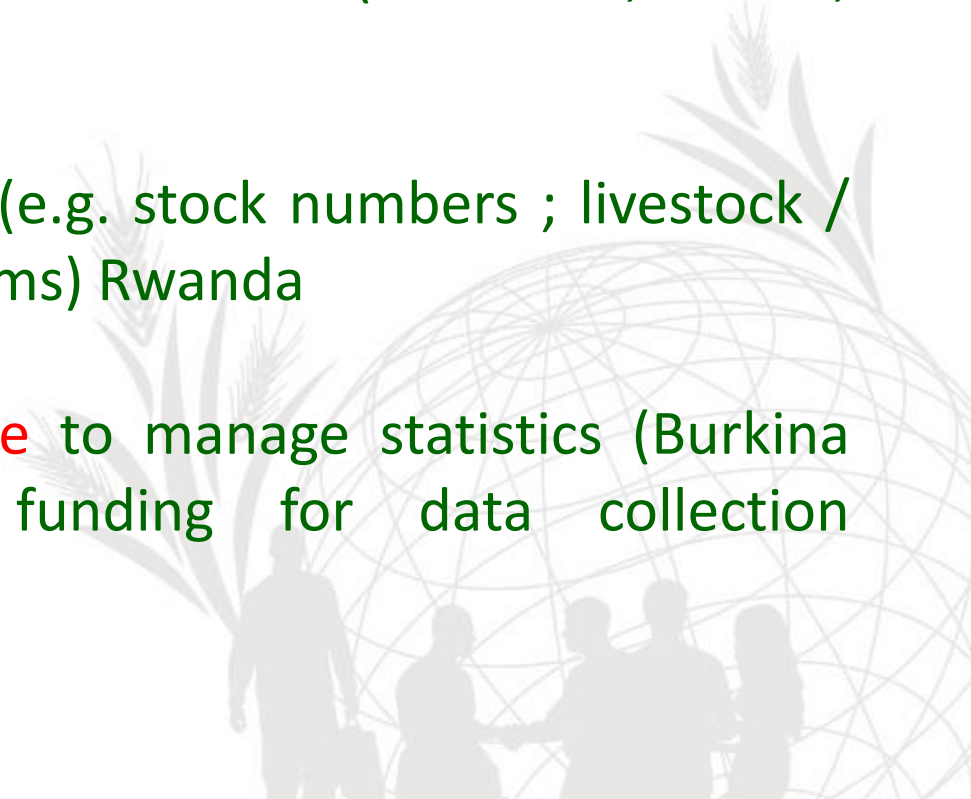 (e.g. stock numbers ; livestock /
ms) Rwanda
e to manage statistics (Burkina
funding for data collection